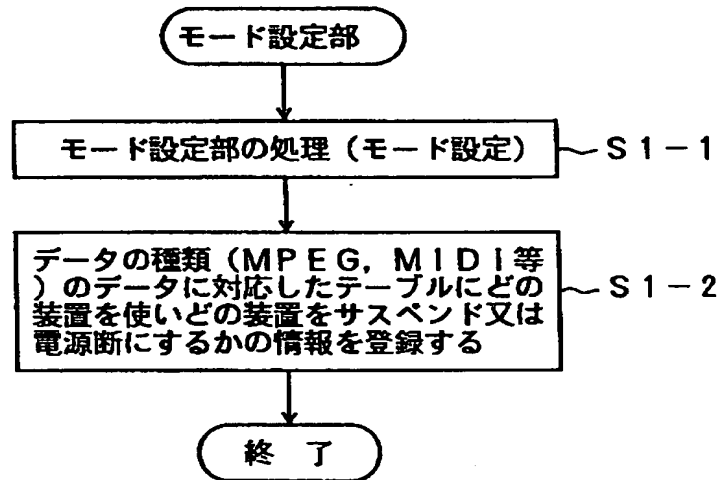 モード設定部
モード設定部の処理（モード設定）
S1-1
データの種類（MPEG，MIDI等
）のデータに対応したテーブルにどの
装置を使いどの装置をサスペンド又は
電源断にするかの情報を登録する
S1-2
終 了